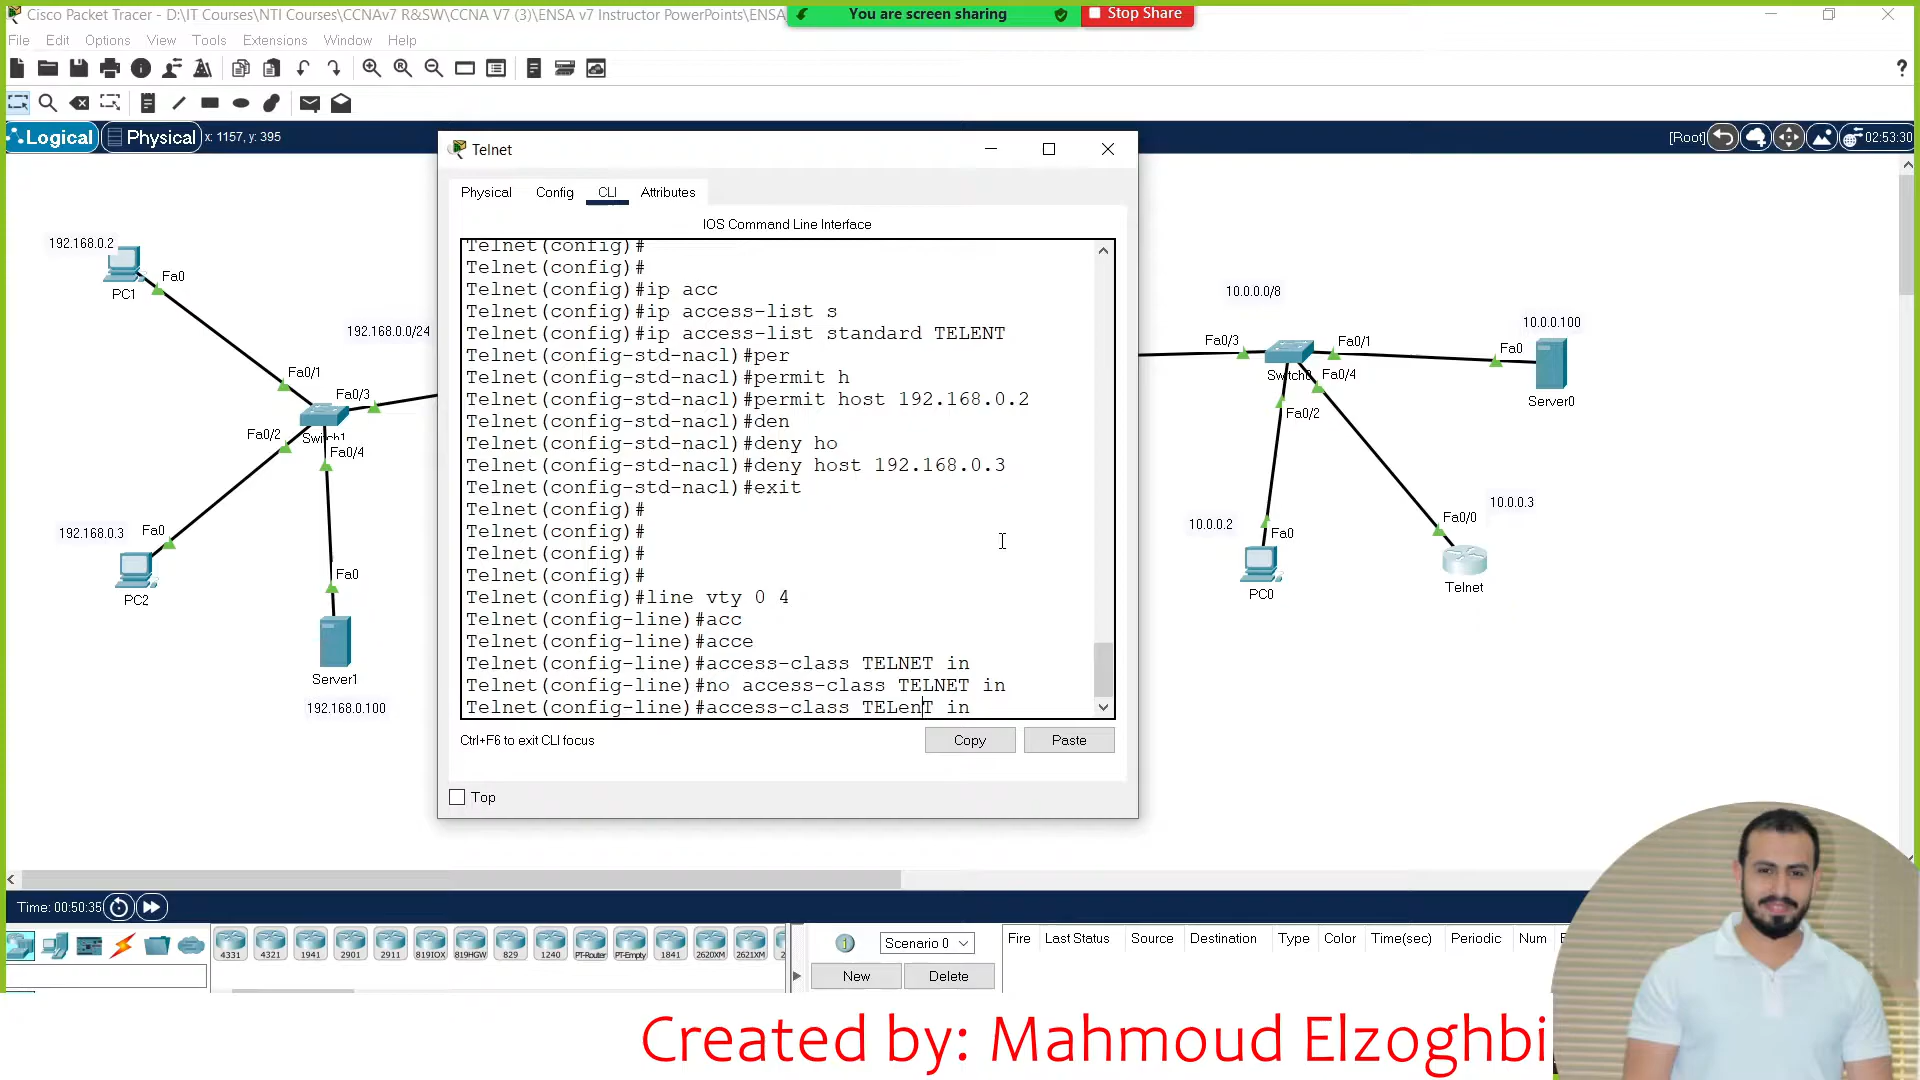 Cisco Packet Tracer - D:\IT Courses\NTI Courses\CCNAv7 R&SW\CCNA V7 (3)\ENSA v7 Instructor PowerPoints\ENSA
You are screen sharing
Stop Share
File Edit Options View Tools Extensions Window Help
Logical Physical x: 1157, y: 395
[Root] 02:53:30
Telnet
Physical Config CLI Attributes
IOS Command Line Interface
Telnet(config)#
Telnet(config)#
Telnet(config)#ip acc
Telnet(config)#ip access-list s
Telnet(config)#ip access-list standard TELENT
Telnet(config-std-nacl)#per
Telnet(config-std-nacl)#permit h
Telnet(config-std-nacl)#permit host 192.168.0.2
Telnet(config-std-nacl)#den
Telnet(config-std-nacl)#deny ho
Telnet(config-std-nacl)#deny host 192.168.0.3
Telnet(config-std-nacl)#exit
Telnet(config)#
Telnet(config)#
Telnet(config)#
Telnet(config)#
Telnet(config)#line vty 0 4
Telnet(config-line)#acc
Telnet(config-line)#acce
Telnet(config-line)#access-class TELNET in
Telnet(config-line)#no access-class TELNET in
Telnet(config-line)#access-class TELenT in
Ctrl+F6 to exit CLI focus
Copy
Paste
Top
192.168.0.2
Fa0
PC1
192.168.0.0/24
Fa0/1
Fa0/3
Fa0/2
Switch1
Fa0/4
192.168.0.3
Fa0
PC2
Fa0
Server1
192.168.0.100
10.0.0.0/8
10.0.0.100
Fa0/3
Fa0/1
Fa0
Switch0
Fa0/4
Server0
Fa0/2
10.0.0.3
10.0.0.2
Fa0
Fa0/0
PC0
Telnet
Time: 00:50:35
4331 4321 1941 2901 2911 819IOX 819HGW 829 1240 PT-Router PT-Empty 1841 2620XM 2621XM
1
Scenario 0
New
Delete
Fire Last Status Source Destination Type Color Time(sec) Periodic Num
Created by: Mahmoud Elzoghbi